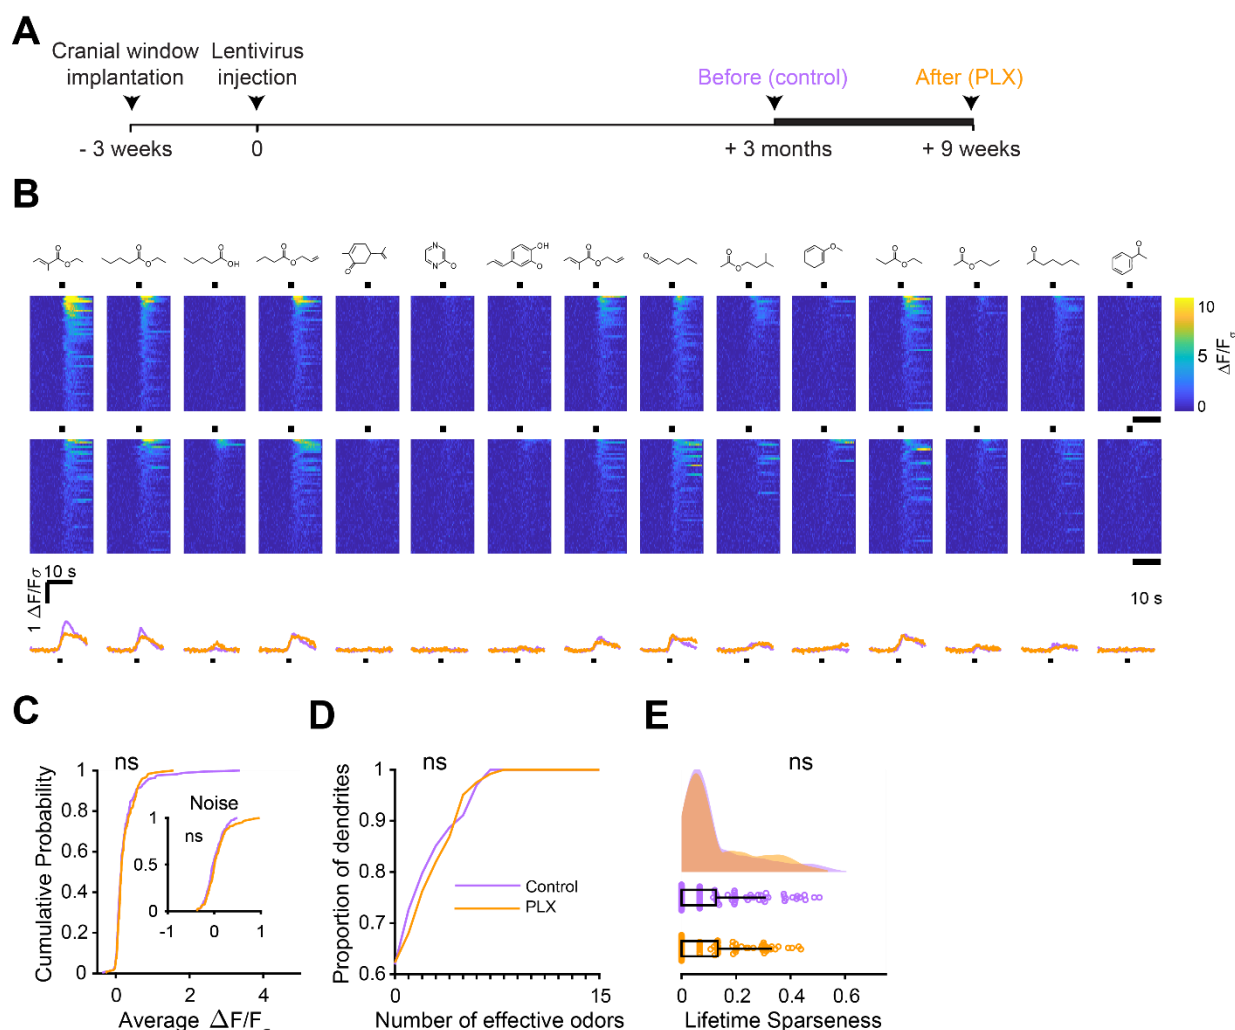 A
Cranial window
implantation
Lentivirus
injection
Before (control)
After (PLX)
- 3 weeks
0
+ 3 months
+ 9 weeks
B
O
O
O
O
O
OH
O
O
O
N
N
O
OH
O
O
O
O
O
O
O
O
O
O
O
O
O
10
5
0
ΔF/Fσ
1 ΔF/Fσ
10 s
10 s
C
ns
Cumulative Probability
1
0.8
0.6
0.4
0.2
0
Noise
ns
1
0.5
0
-1
0
1
0
2
4
Average ΔF/F
D
ns
Proportion of dendrites
1
0.9
0.8
0.7
0.6
Control
PLX
0
15
Number of effective odors
E
ns
0
0.2
0.4
0.6
Lifetime Sparseness